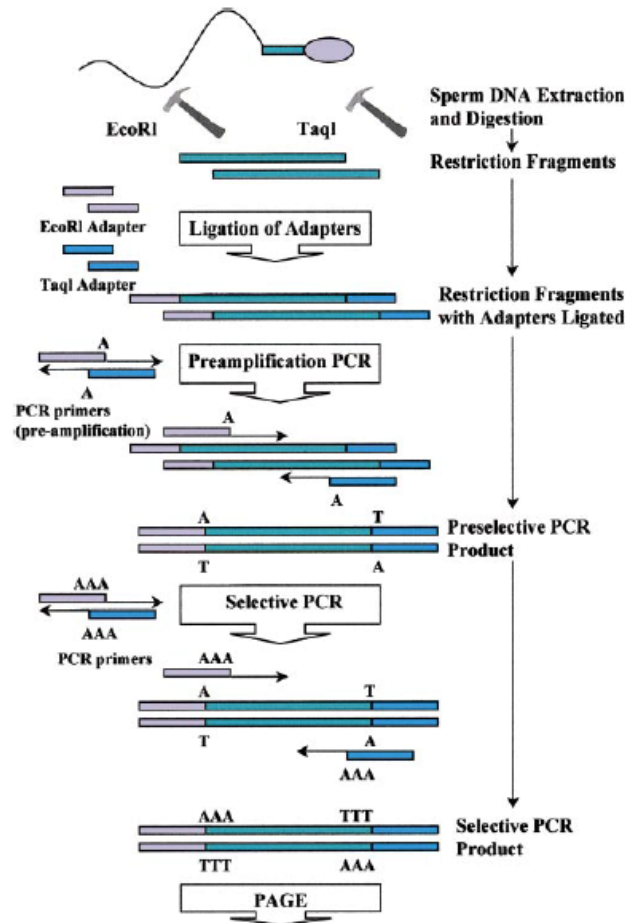 Sperm DNA Extraction
and Digestion
EcoRI
TaqI
Restriction Fragments
EcoRI Adapter
Ligation of Adapters
TaqI Adapter
Restriction Fragments
with Adapters Ligated
A
Preamplification PCR
A
PCR primers
(pre-amplification)
A
A
A
T
Preselective PCR
Product
T
A
AAA
Selective PCR
AAA
PCR primers
AAA
A
T
T
A
AAA
AAA
TTT
Selective PCR
Product
TTT
AAA
PAGE